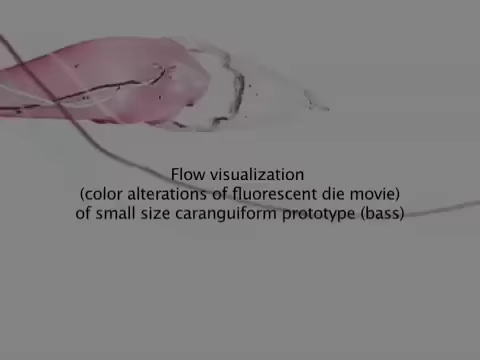 Flow visualization
(color alterations of fluorescent die movie)
of small size caranguiform prototype (bass)